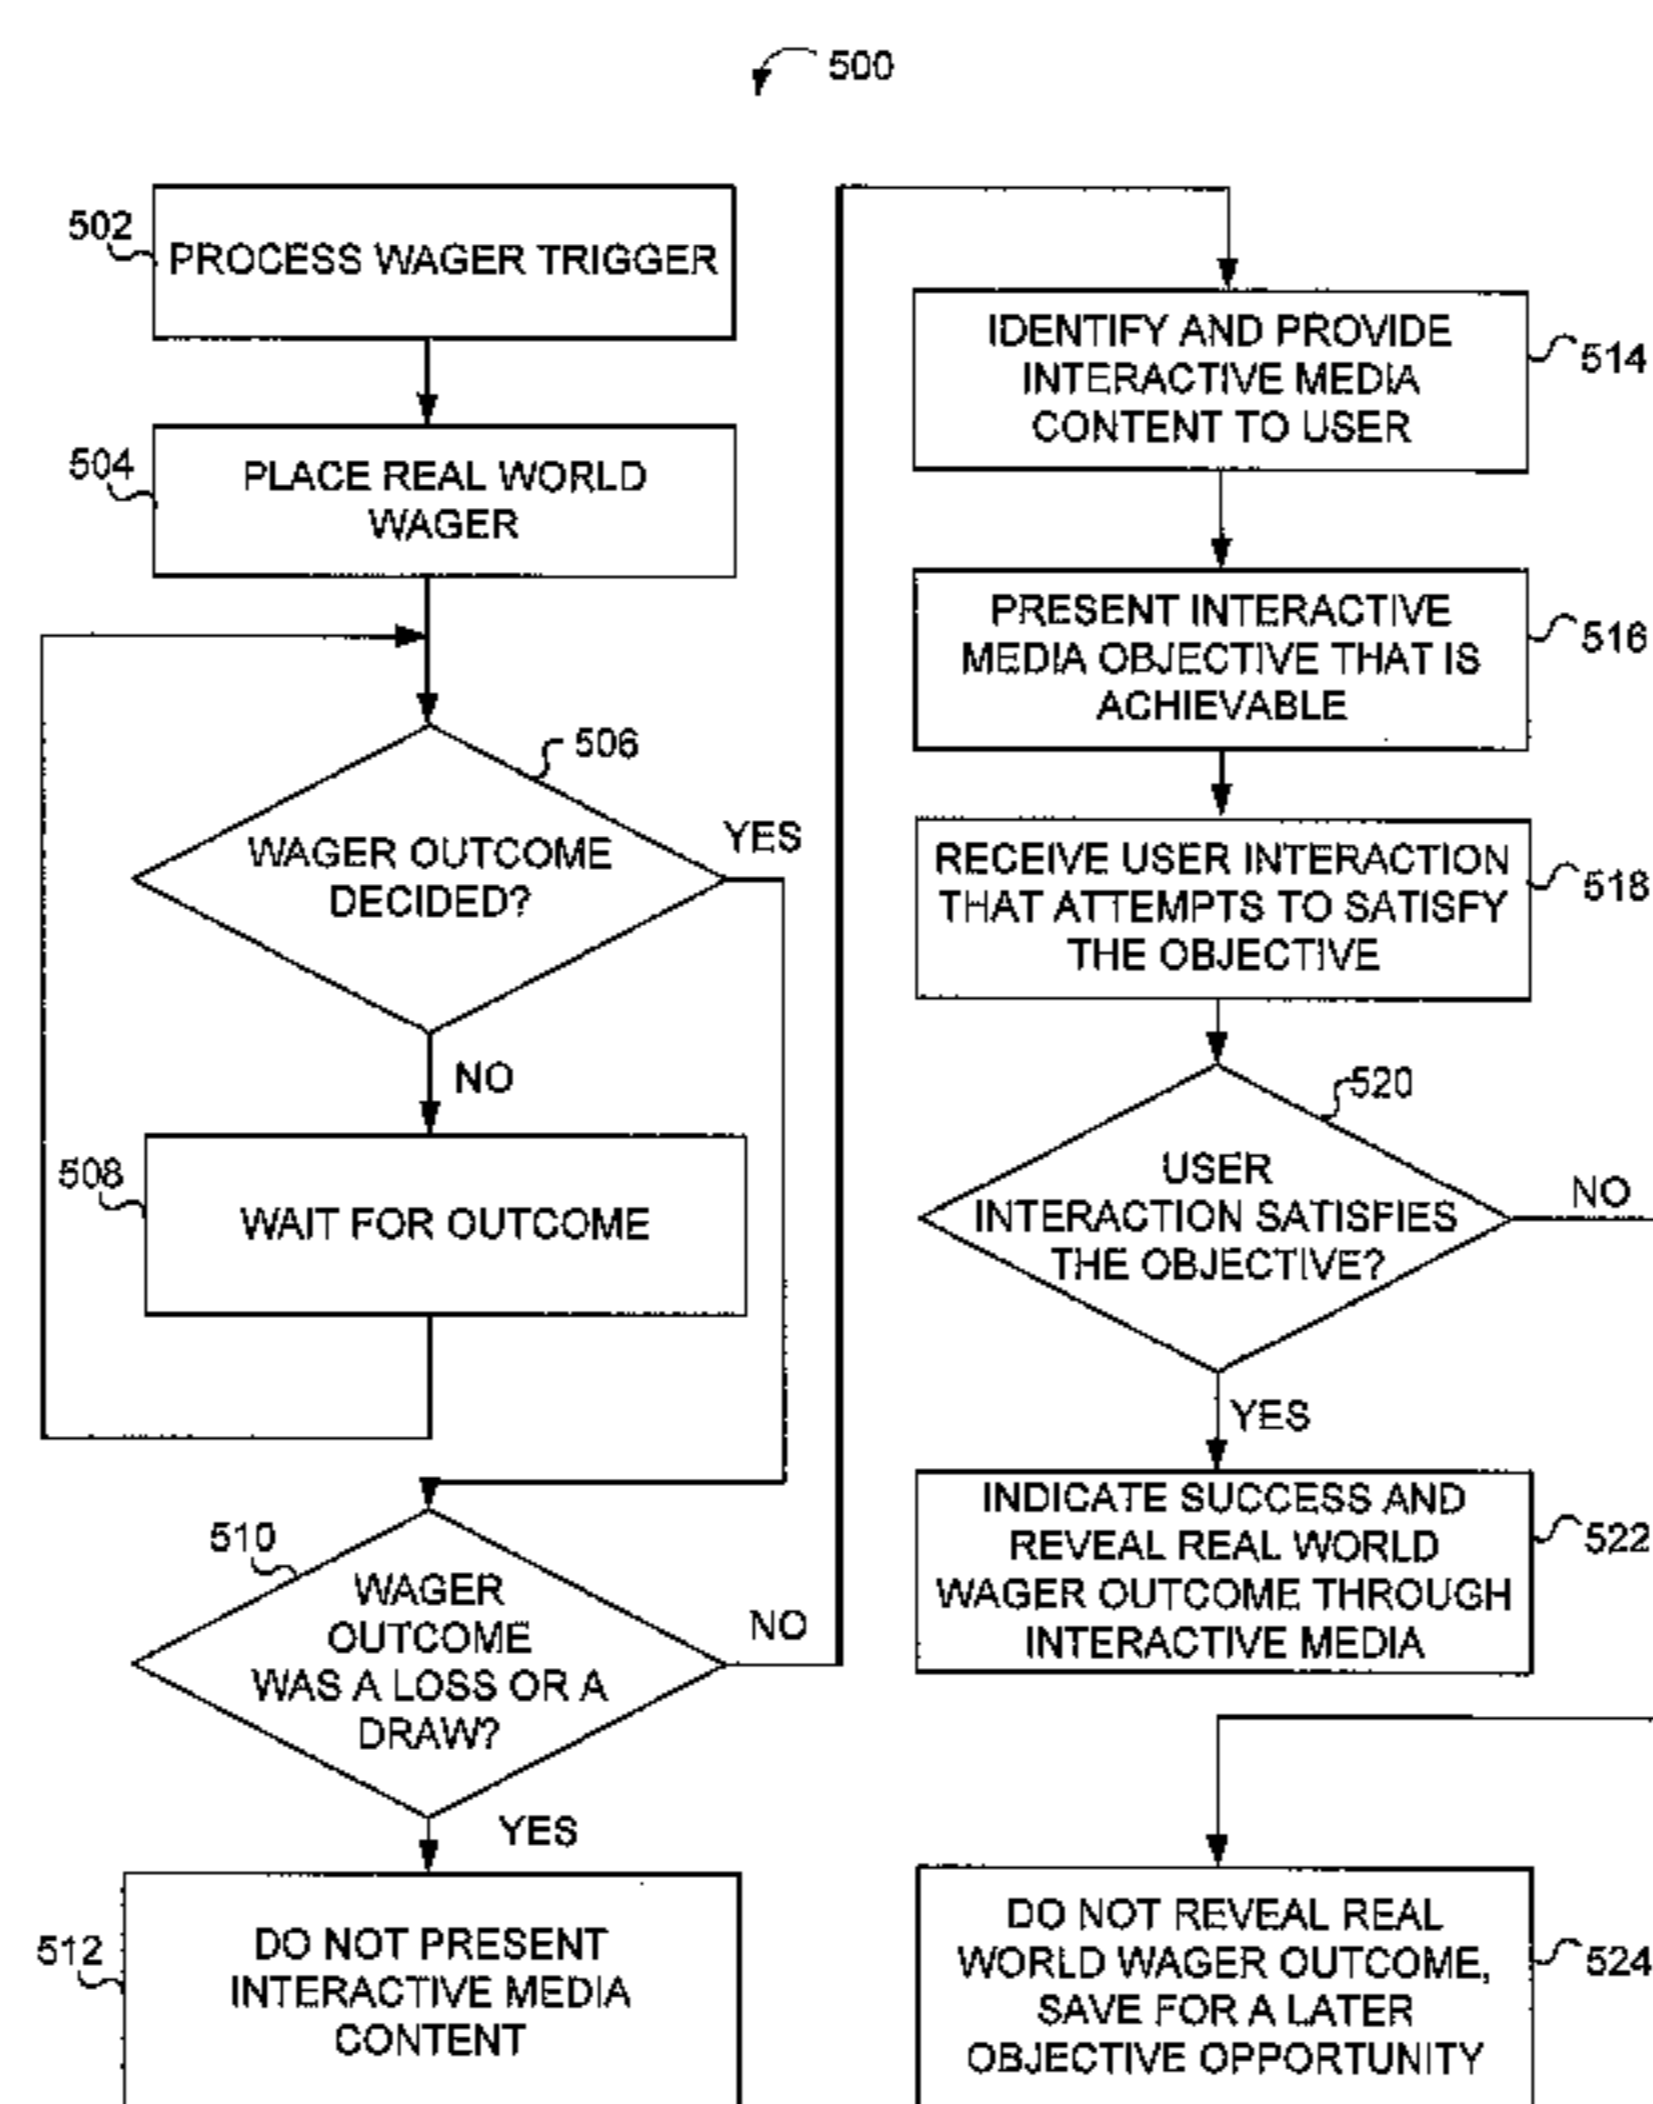 500
502
PROCESS WAGER TRIGGER
504
PLACE REAL WORLD
WAGER
506
WAGER OUTCOME
DECIDED?
YES
NO
508
WAIT FOR OUTCOME
510
WAGER
OUTCOME
WAS A LOSS OR A
DRAW?
NO
YES
512
DO NOT PRESENT
INTERACTIVE MEDIA
CONTENT
IDENTIFY AND PROVIDE
INTERACTIVE MEDIA
CONTENT TO USER
514
PRESENT INTERACTIVE
MEDIA OBJECTIVE THAT IS
ACHIEVABLE
516
RECEIVE USER INTERACTION
THAT ATTEMPTS TO SATISFY
THE OBJECTIVE
518
520
USER
INTERACTION SATISFIES
THE OBJECTIVE?
NO
YES
INDICATE SUCCESS AND
REVEAL REAL WORLD
WAGER OUTCOME THROUGH
INTERACTIVE MEDIA
522
DO NOT REVEAL REAL
WORLD WAGER OUTCOME,
SAVE FOR A LATER
OBJECTIVE OPPORTUNITY
524